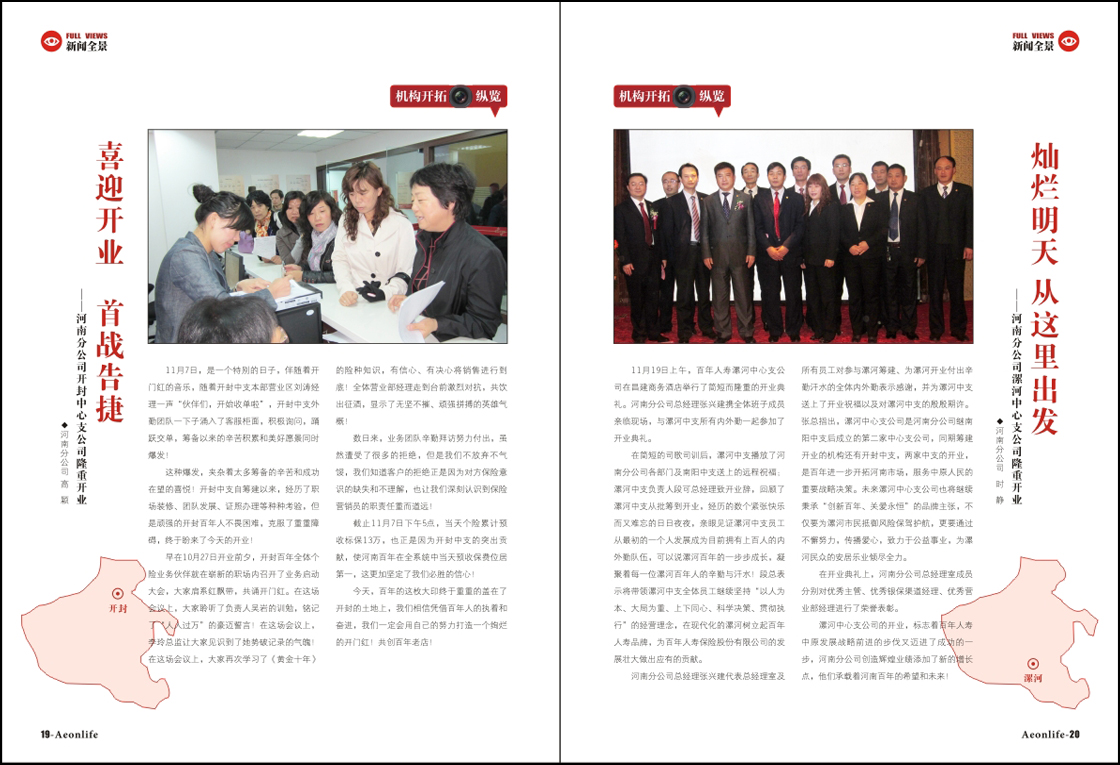 FULL VIEWS
新闻全景
机构开拓 纵览
喜迎开业 首战告捷
——河南分公司开封中心支公司隆重开业
◆河南分公司 高 颖
11月7日，是一个特别的日子。伴随着开
门红的音乐，随着开封中支本部营业区刘涛经
理一声“伙伴们，开始收单啦”，开封中支外
勤团队一下子涌入了客服柜面，积极询问，踊
跃交单，筹备以来的辛苦积累和美好愿景同时
爆发！
这种爆发，夹杂着太多筹备的辛苦和成功
在望的喜悦！开封中支自筹建以来，经历了职
场装修、团队发展、证照办理等种种考验，但
是顽强的开封百年人不畏困难，克服了重重障
碍，终于盼来了今天的开业！
早在10月27日开业前夕，开封百年全体个
险业务伙伴就在崭新的职场内召开了业务启动
大会，大家肩系红飘带，共诵开门红。在这场
会议上，大家聆听了负责人吴岩的训勉，铭记
了“人人过万”的豪迈誓言！在这场会议上，
李玲总监让大家见识到了她势破记录的气魄！
在这场会议上，大家再次学习了《黄金十年》
的险种知识，有信心、有决心将销售进行到
底！全体营业部经理走到台前激烈对抗，共饮
出征酒，显示了无坚不摧、顽强拼搏的英雄气
概！
数日来，业务团队辛勤拜访努力付出，虽
然遭受了很多的拒绝，但是我们不放弃不气
馁，我们知道客户的拒绝正是因为对方保险意
识的缺失和不理解，也让我们深刻认识到保险
营销员的职责任重而道远！
截止11月7日下午5点，当天个险累计预
收标保13万，也正是因为开封中支的突出贡
献，使河南百年在全系统中当天预收保费位居
第一，这更加坚定了我们必胜的信心！
今天，百年的这枚大印终于重重的盖在了
开封的土地上，我们相信凭借百年人的执着和
奋进，我们一定会用自己的努力打造一个绚烂
的开门红！共创百年老店！
开封
19-Aeonlife
FULL VIEWS
新闻全景
机构开拓 纵览
灿烂明天 从这里出发
——河南分公司漯河中心支公司隆重开业
◆河南分公司 时 静
11月19日上午，百年人寿漯河中心支公
司在昌建商务酒店举行了简短而隆重的开业典
礼。河南分公司总经理张兴建携全体班子成员
亲临现场，与漯河中支所有内外勤一起参加了
开业典礼。
在简短的司歌司训后，漯河中支播放了河
南分公司各部门及南阳中支送上的远程祝福；
漯河中支负责人段可总经理致开业辞，回顾了
漯河中支从批筹到开业，经历的数个紧张快乐
而又难忘的日日夜夜，亲眼见证漯河中支员工
从最初的一个人发展成为目前拥有上百人的内
外勤队伍，可以说漯河百年的一步步成长，凝
聚着每一位漯河百年人的辛勤与汗水！段总表
示将带领漯河中支全体员工继续坚持“以人为
本、大局为重、上下同心、科学决策、贯彻执
行”的经营理念，在现代化的漯河树立起百年
人寿品牌，为百年人寿保险股份有限公司的发
展壮大做出应有的贡献。
河南分公司总经理张兴建代表总经理室及
所有员工对参与漯河筹建、为漯河开业付出辛
勤汗水的全体内外勤表示感谢，并为漯河中支
送上了开业祝福以及对漯河中支的殷殷期许。
张总指出，漯河中心支公司是河南分公司继南
阳中支后成立的第二家中心支公司，同期筹建
开业的机构还有开封中支，两家中支的开业，
是百年进一步开拓河南市场，服务中原人民的
重要战略决策。未来漯河中心支公司也将继续
秉承“创新百年、关爱永恒”的品牌主张，不
仅要为漯河市民抵御风险保驾护航，更要通过
不懈努力，传播爱心，致力于公益事业，为漯
河民众的安居乐业倾尽全力。
在开业典礼上，河南分公司总经理室成员
分别对优秀主管、优秀银保渠道经理、优秀营
业部经理进行了荣誉表彰。
漯河中心支公司的开业，标志着百年人寿
中原发展战略前进的步伐又迈进了成功的一
步，河南分公司创造辉煌业绩添加了新的增长
点，他们承载着河南百年的希望和未来！
漯河
Aeonlife-20